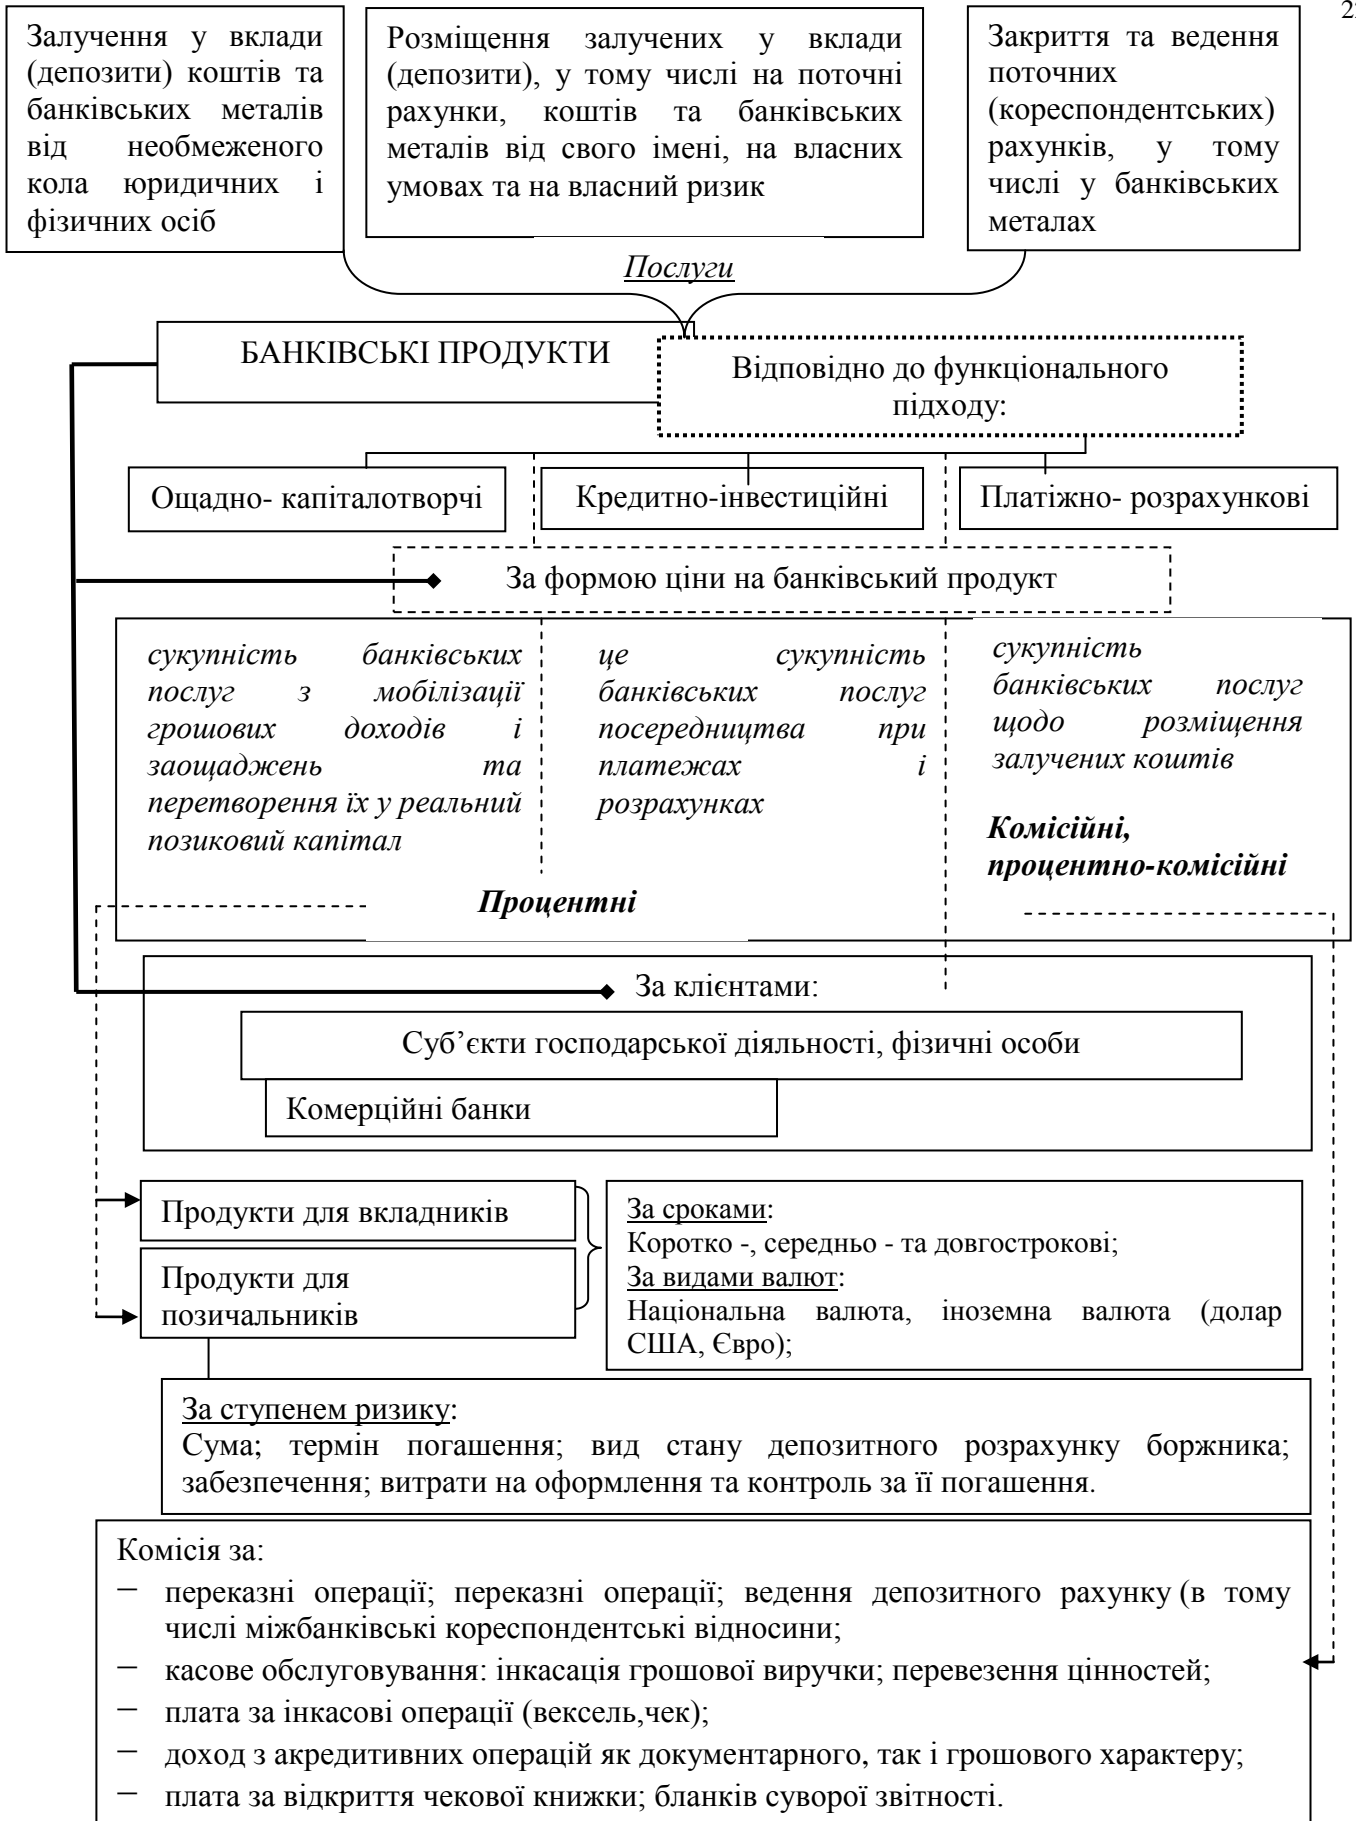 Залучення у вклади
(депозити) коштів та
банківських металів
від необмеженого
кола юридичних і
фізичних осіб
Розміщення залучених у вклади
(депозити), у тому числі на поточні
рахунки, коштів та банківських
металів від свого імені, на власних
умовах та на власний ризик
Закриття та ведення
поточних
(кореспондентських)
рахунків, у тому
числі у банківських
металах
Послуги
БАНКІВСЬКІ ПРОДУКТИ
Відповідно до функціонального
підходу:
Ощадно- капіталотворчі
Кредитно-інвестиційні
Платіжно- розрахункові
За формою ціни на банківський продукт
сукупність банківських
послуг з мобілізації
грошових доходів і
заощаджень та
перетворення їх у реальний
позиковий капітал
це сукупність
банківських послуг
посередництва при
платежах і
розрахунках
сукупність
банківських послуг
щодо розміщення
залучених коштів
Комісійні,
процентно-комісійні
Процентні
За клієнтами:
Суб’єкти господарської діяльності, фізичні особи
Комерційні банки
Продукти для вкладників
Продукти для
позичальників
За сроками:
Коротко -, середньо - та довгострокові;
За видами валют:
Національна валюта, іноземна валюта (долар
США, Євро);
За ступенем ризику:
Сума; термін погашення; вид стану депозитного розрахунку боржника;
забезпечення; витрати на оформлення та контроль за її погашення.
Комісія за:
− переказні операції; переказні операції; ведення депозитного рахунку (в тому
числі міжбанківські кореспондентські відносини;
− касове обслуговування: інкасація грошової виручки; перевезення цінностей;
− плата за інкасові операції (вексель,чек);
− доход з акредитивних операцій як документарного, так і грошового характеру;
− плата за відкриття чекової книжки; бланків суворої звітності.